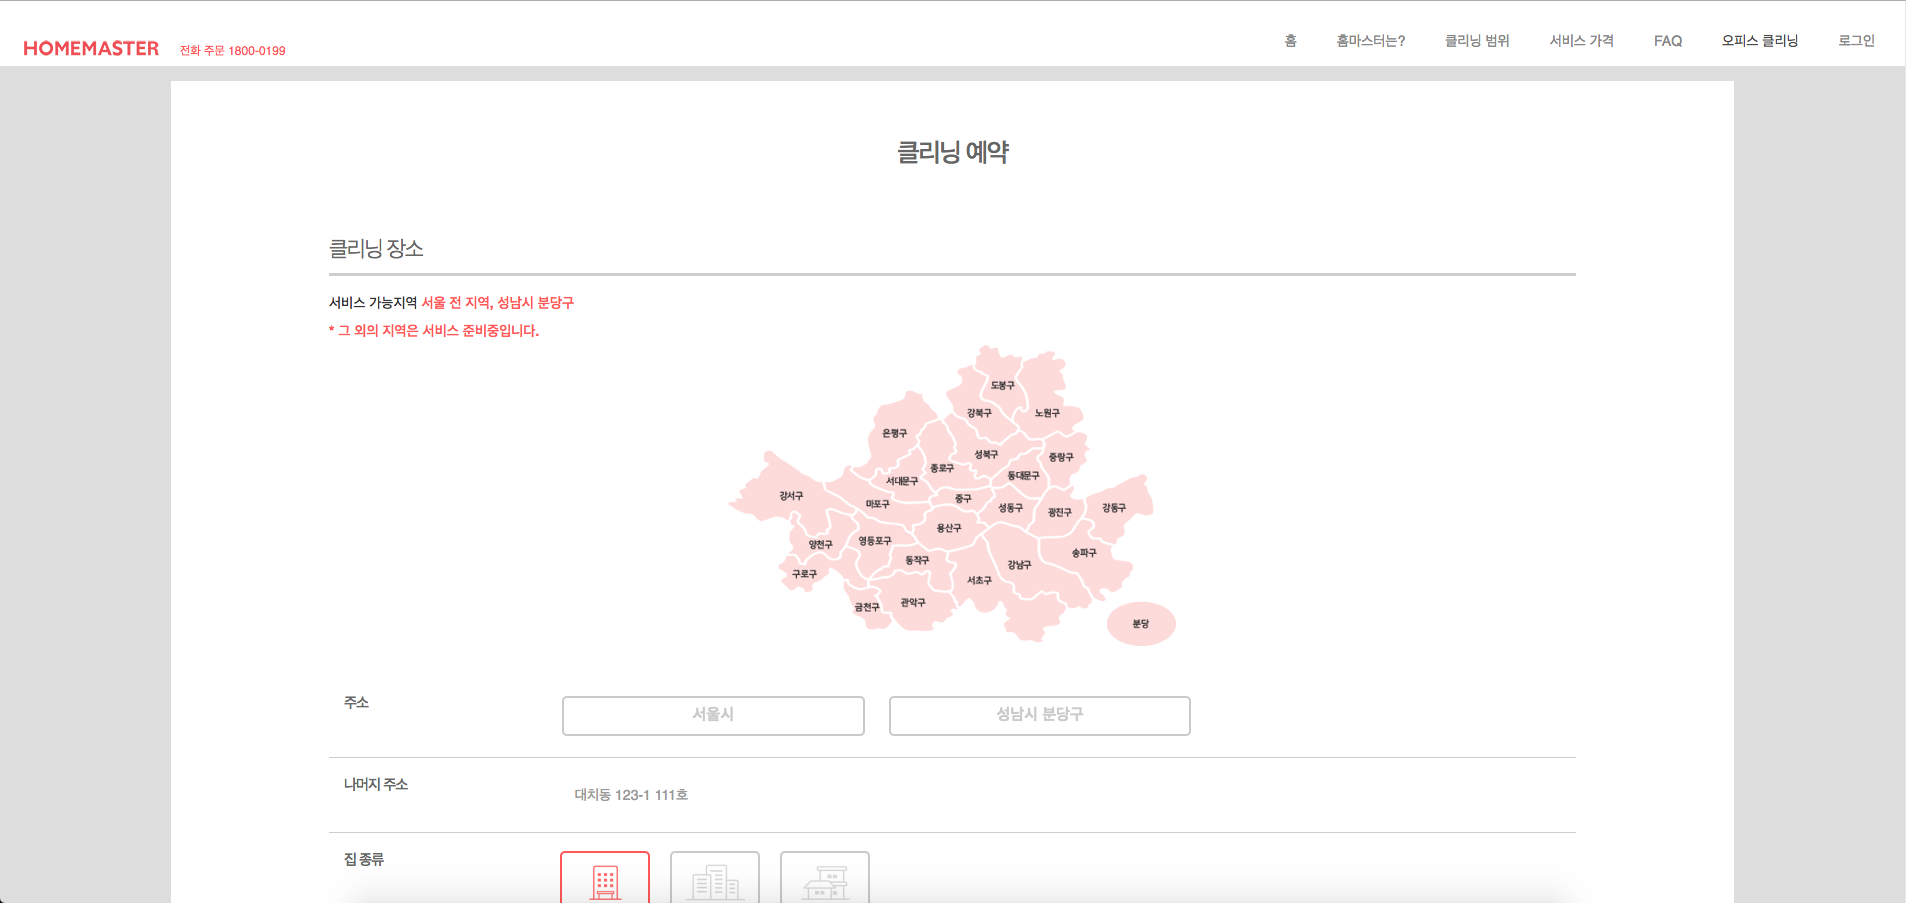 HOMEMASTER 전화 주문 1800-0199 홈 홈마스터는? 클리닝 범위 서비스 가격 FAQ 오피스 클리닝 로그인
클리닝 예약
클리닝 장소
서비스 가능지역 서울 전 지역, 성남시 분당구
* 그 외의 지역은 서비스 준비중입니다.
도봉구
강북구 노원구
은평구
성북구 중랑구
종로구
서대문구 동대문구
강서구 마포구 중구
성동구 광진구 강동구
용산구
양천구 영등포구
동작구 강남구 송파구
구로구 서초구
금천구 관악구
분당
주소 서울시 성남시 분당구
나머지 주소 대치동 123-1 111호
집 종류